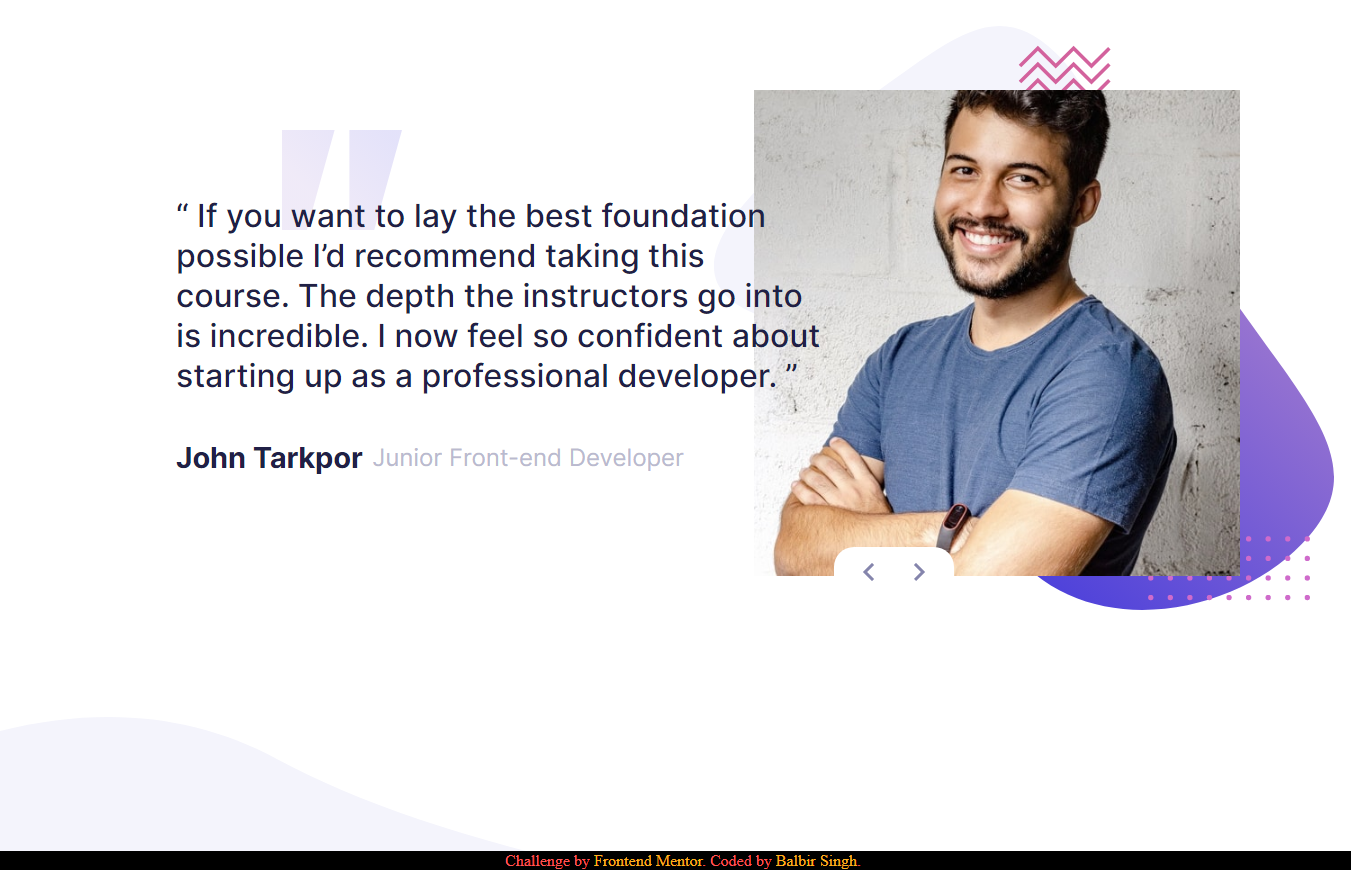 “ If you want to lay the best foundation
possible I’d recommend taking this
course. The depth the instructors go into
is incredible. I now feel so confident about
starting up as a professional developer. ”
John Tarkpor Junior Front-end Developer
Challenge by Frontend Mentor. Coded by Balbir Singh.